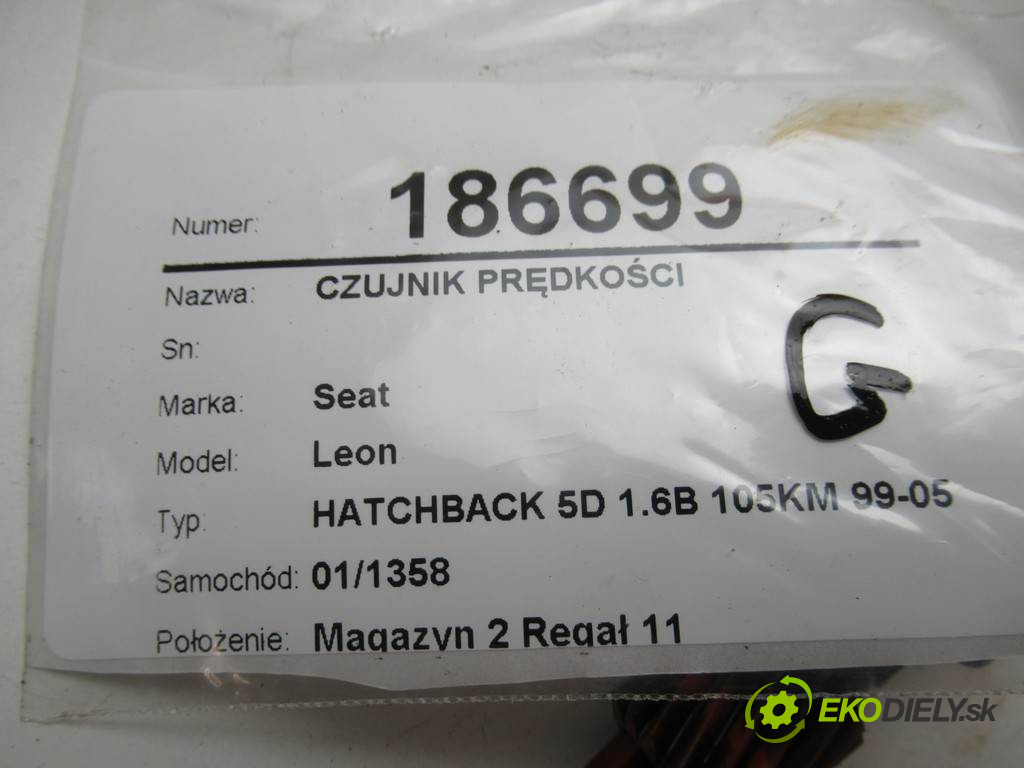 Numer: 186699
Nazwa: CZUJNIK PRĘDKOŚCI
Sn:
Marka: Seat
Model: Leon
Typ: HATCHBACK 5D 1.6B 105KM 99-05
Samochód: 01/1358
Położenie: Magazyn 2 Regał 11
G
EKODIELY.sk